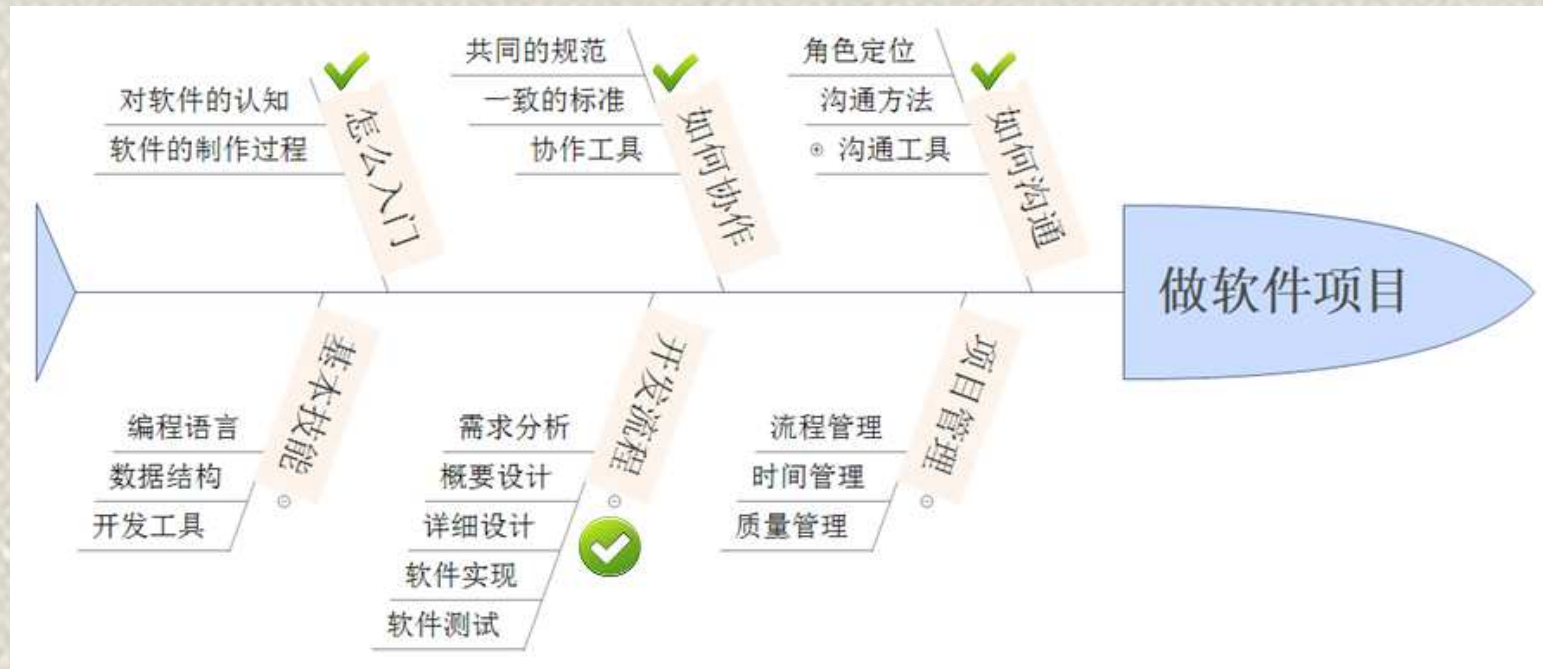 怎么入门
对软件的认知
软件的制作过程
如何协作
共同的规范
一致的标准
协作工具
如何沟通
角色定位
沟通方法
沟通工具
做软件项目
基本技能
编程语言
数据结构
开发工具
开发流程
需求分析
概要设计
详细设计
软件实现
软件测试
项目管理
流程管理
时间管理
质量管理